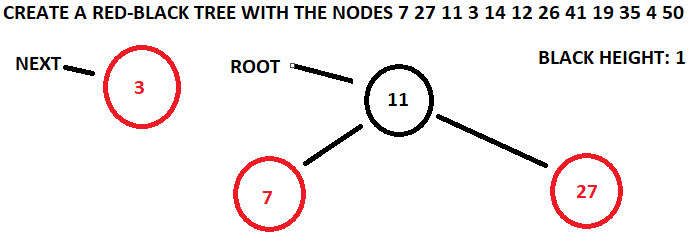 CREATE A RED-BLACK TREE WITH THE NODES 7 27 11 3 14 12 26 41 19 35 4 50
BLACK HEIGHT: 1
NEXT
3
ROOT
11
7
27